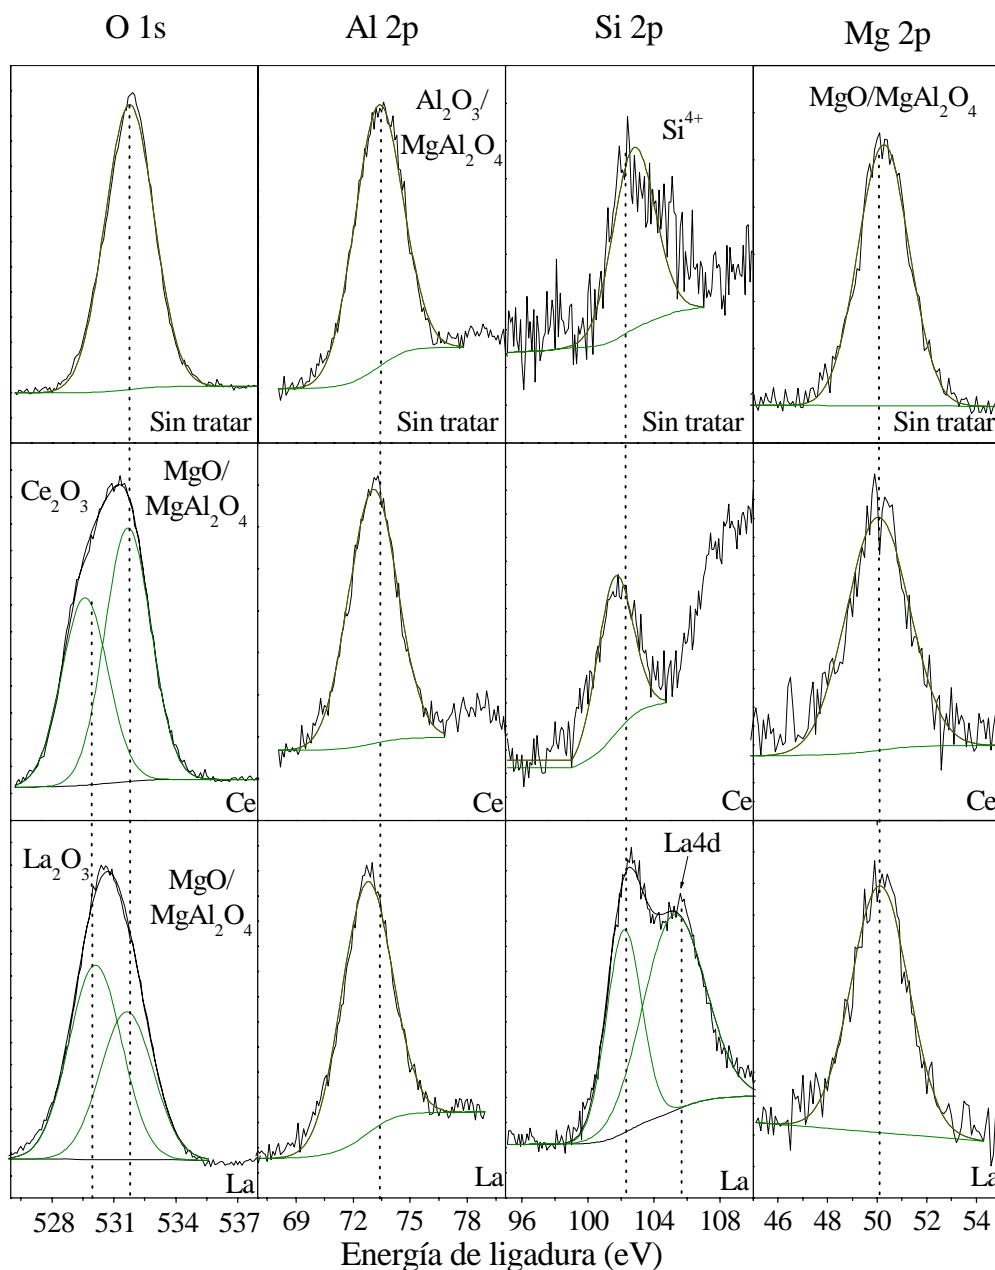 O 1s Al 2p Si 2p Mg 2p
Al₂O₃/
MgAl₂O₄
Si⁴⁺
MgO/MgAl₂O₄
Sin tratar Sin tratar Sin tratar Sin tratar
Ce₂O₃
MgO/
MgAl₂O₄
Ce Ce Ce Ce
La₂O₃
MgO/
MgAl₂O₄
La4d
La La La La
528 531 534 537 69 72 75 78 96 100 104 108 46 48 50 52 54
Energía de ligadura (eV)